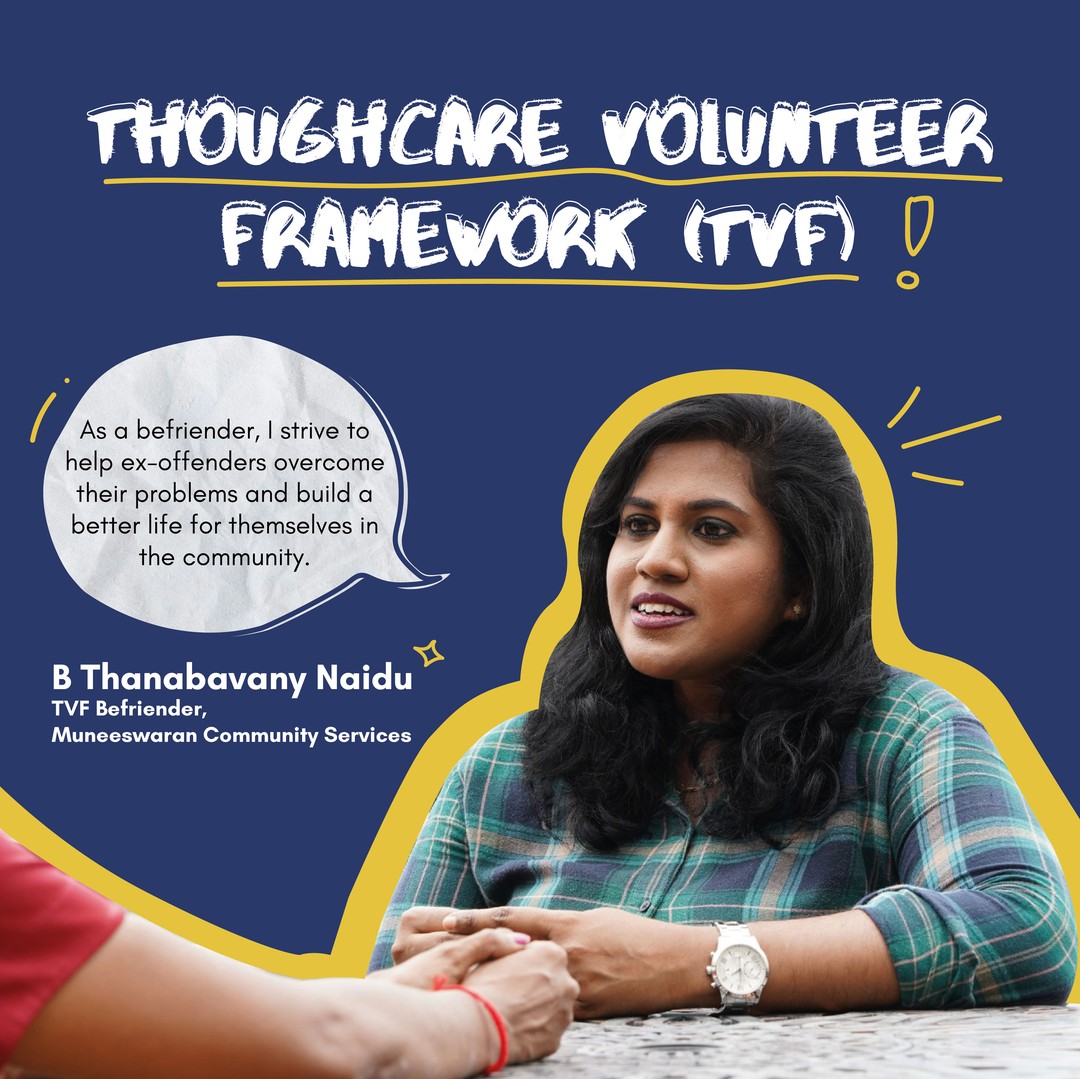 THOUGHCARE VOLUNTEER
FRAMEWORK (TVF) !
As a befriender, I strive to
help ex-offenders overcome
their problems and build a
better life for themselves in
the community.
B Thanabavany Naidu
TVF Befriender,
Muneeswaran Community Services